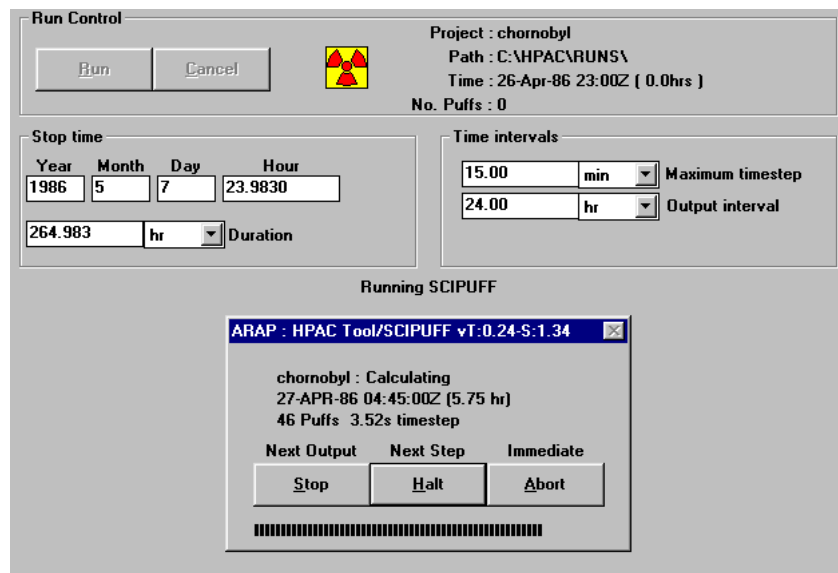 Run Control
Run
Cancel
Project : chornobyl
Path : C:\HPAC\RUNS\
Time : 26-Apr-86 23:00Z ( 0.0hrs )
No. Puffs : 0
Stop time
Year Month Day Hour
1986 5 7 23.9830
264.983 hr Duration
Time intervals
15.00 min Maximum timestep
24.00 hr Output interval
Running SCIPUFF
ARAP : HPAC Tool/SCIPUFF vT:0.24-S:1.34
chornobyl : Calculating
27-APR-86 04:45:00Z (5.75 hr)
46 Puffs 3.52s timestep
Next Output Next Step Immediate
Stop Halt Abort